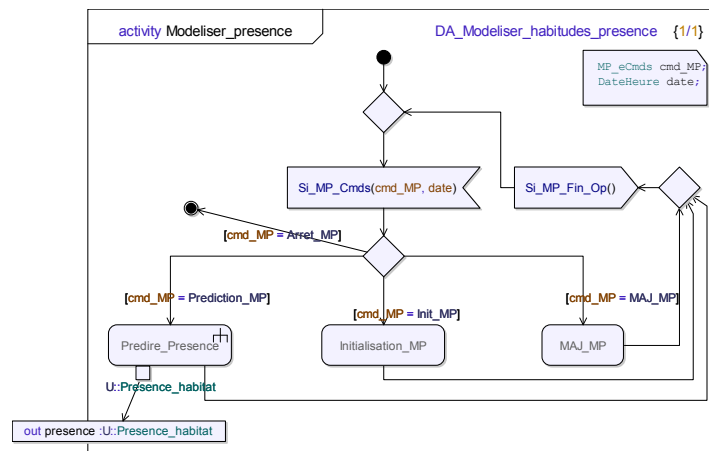 activity Modeliser_presence
DA_Modeliser_habitudes_presence {1/1}
MP_eCmds cmd_MP;
DateHeure date;
Si_MP_Cmds(cmd_MP, date)
Si_MP_Fin_Op()
[cmd_MP = Arret_MP]
[cmd_MP = Prediction_MP]
[cmd_MP = MAJ_MP]
[cmd_MP = Init_MP]
Predire_Presence
Initialisation_MP
MAJ_MP
U::Presence_habitat
out presence :U::Presence_habitat